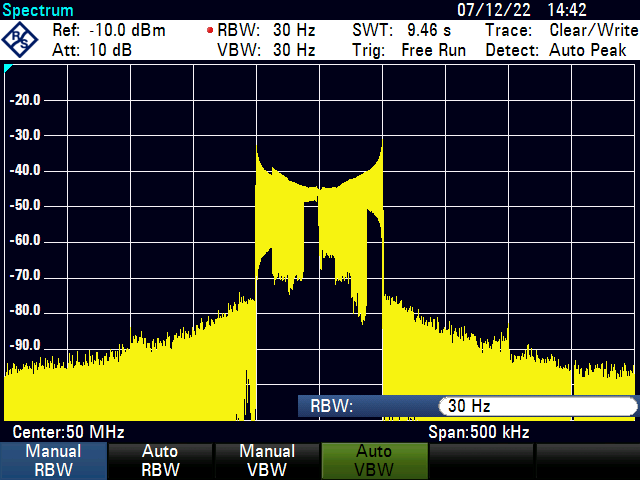 Spectrum 07/12/22 14:42
Ref: -10.0 dBm RBW: 30 Hz SWT: 9.46 s Trace: Clear/Write
Att: 10 dB VBW: 30 Hz Trig: Free Run Detect: Auto Peak
R&S
-20.0
-30.0
-40.0
-50.0
-60.0
-70.0
-80.0
-90.0
RBW: 30 Hz
Center:50 MHz Span:500 kHz
Manual Auto Manual Auto
RBW RBW VBW VBW